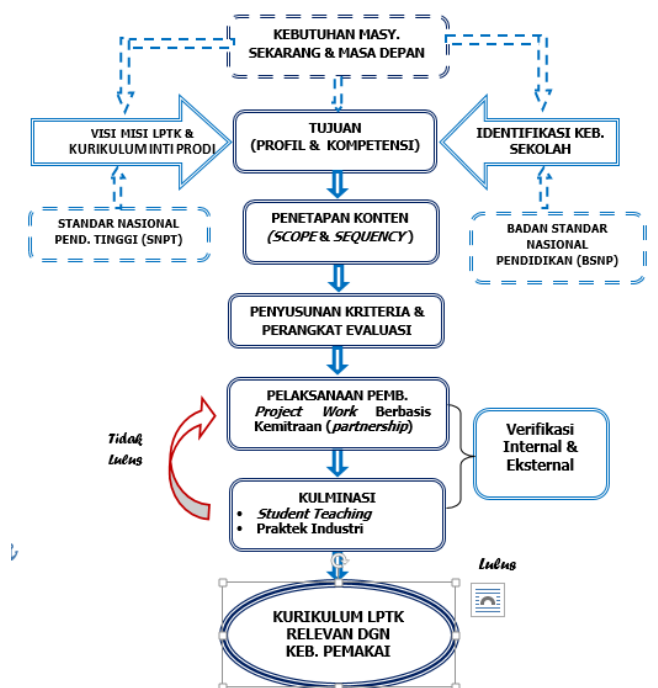 KEBUTUHAN MASY.
SEKARANG & MASA DEPAN
VISI MISI LPTK &
KURIKULUM INTI PRODI
TUJUAN
(PROFIL & KOMPETENSI)
IDENTIFIKASI KEB.
SEKOLAH
STANDAR NASIONAL
PEND. TINGGI (SNPT)
PENETAPAN KONTEN
(SCOPE & SEQUENCY)
BADAN STANDAR
NASIONAL
PENDIDIKAN (BSNP)
PENYUSUNAN KRITERIA &
PERANGKAT EVALUASI
PELAKSANAAN PEMB.
Project Work Berbasis
Kemitraan (partnership)
Tidak
Lulus
Verifikasi
Internal &
Eksternal
KULMINASI
• Student Teaching
• Praktek Industri
Lulus
KURIKULUM LPTK
RELEVAN DGN
KEB. PEMAKAI